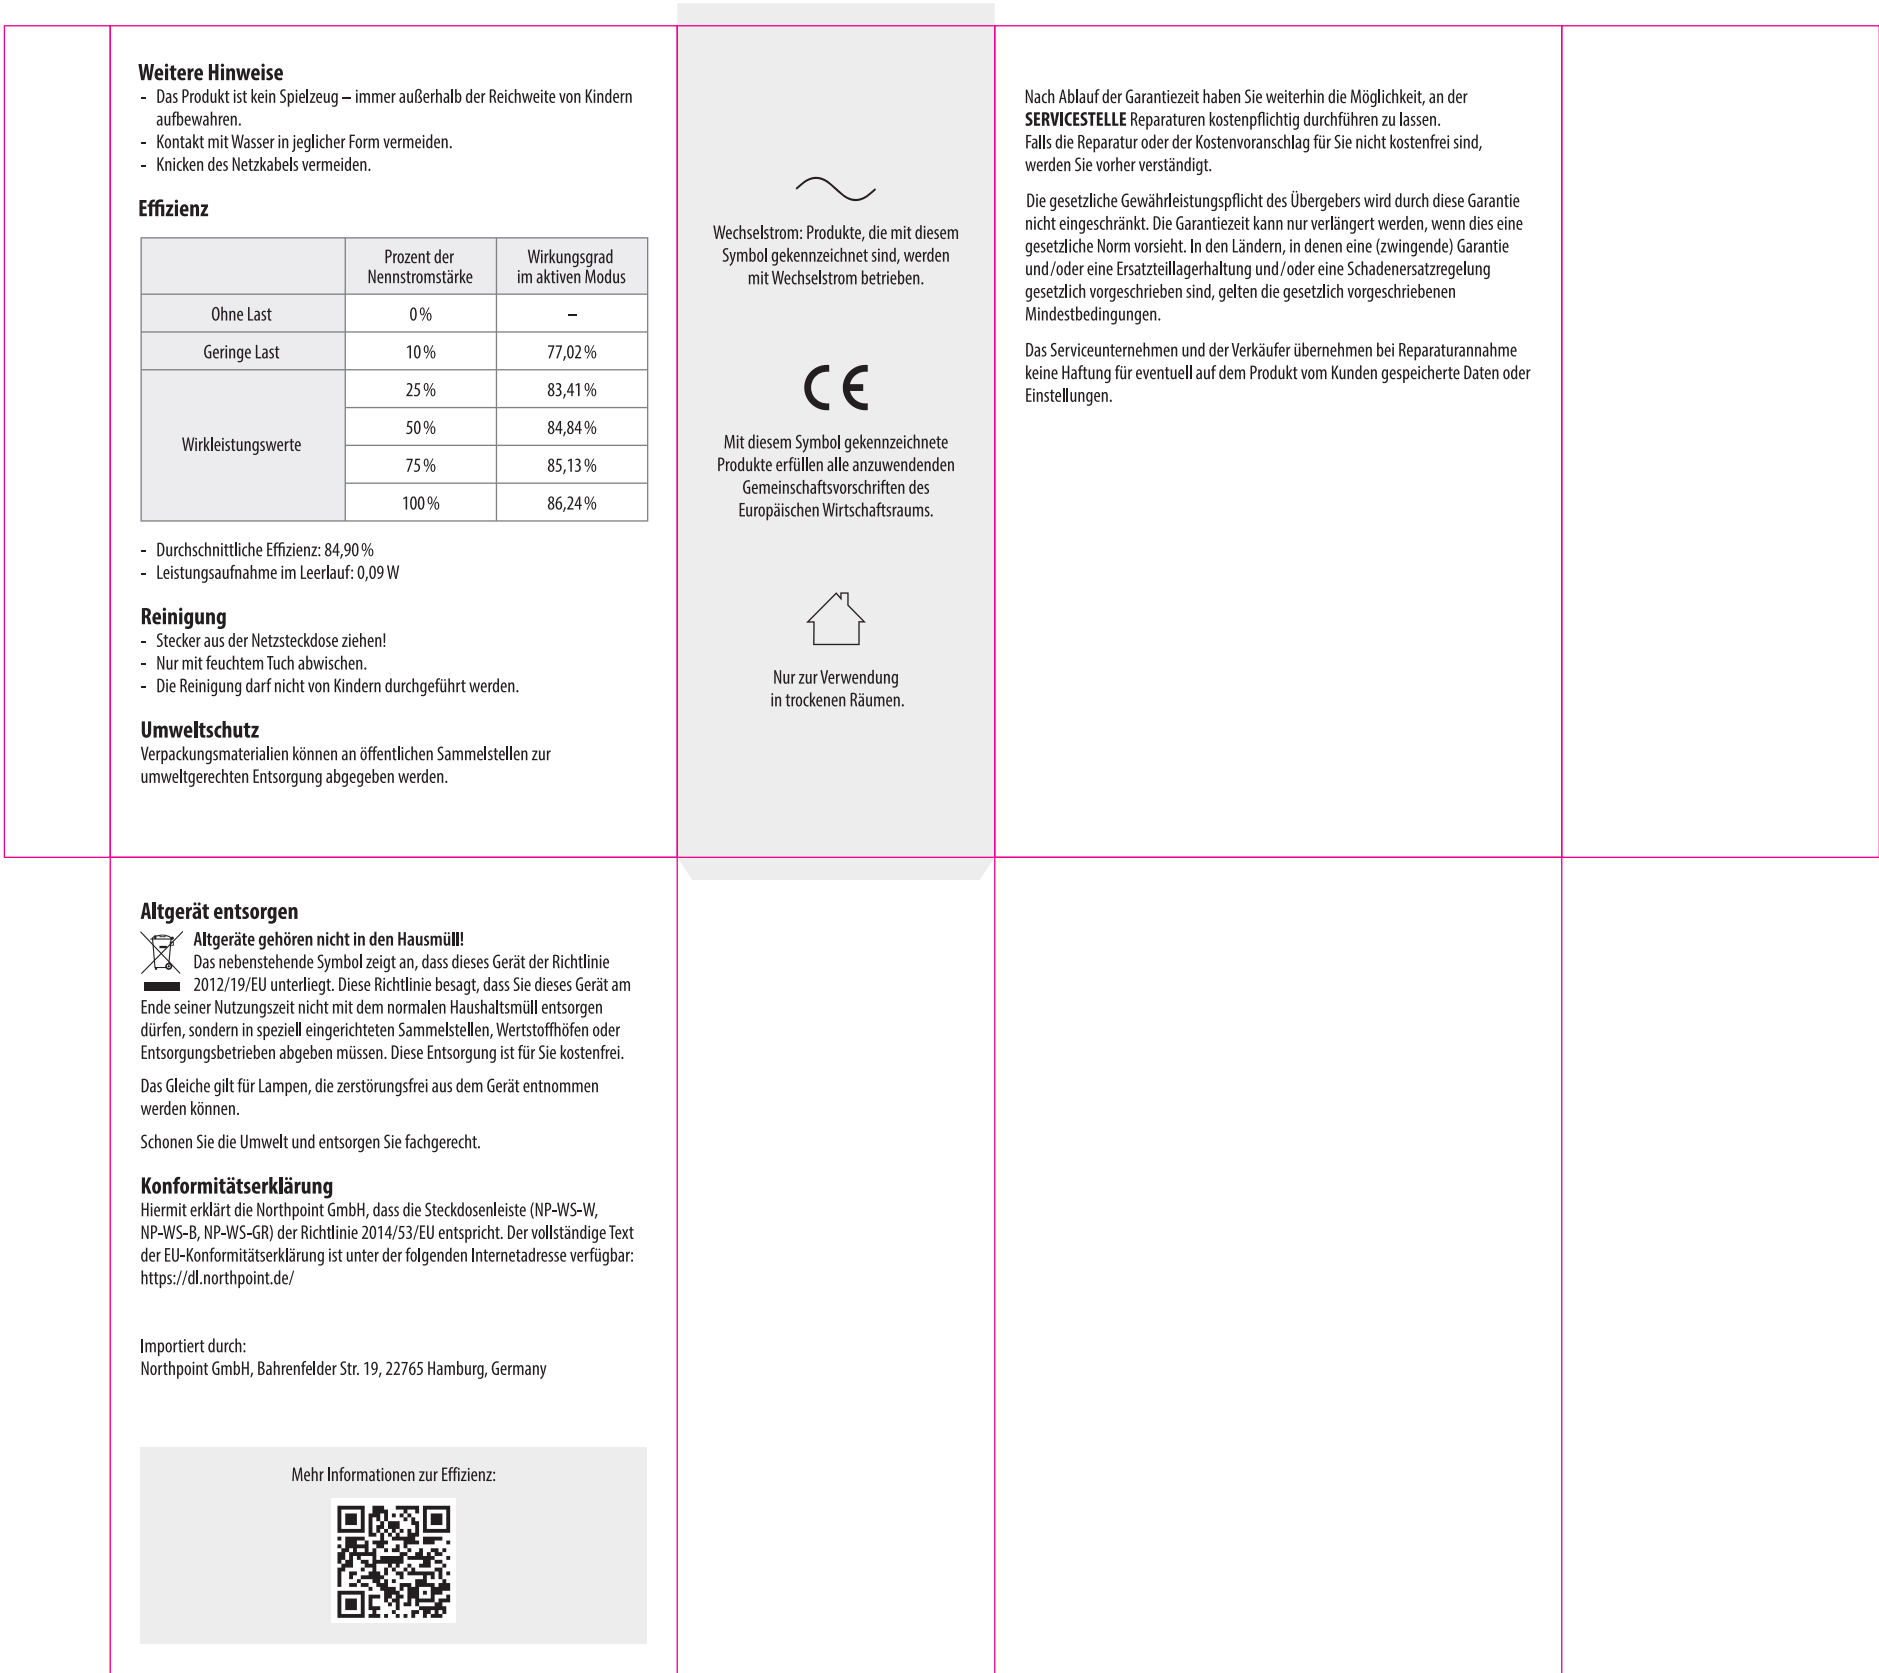 Weitere Hinweise
- Das Produkt ist kein Spielzeug – immer außerhalb der Reichweite von Kindern
aufbewahren.
- Kontakt mit Wasser in jeglicher Form vermeiden.
- Knicken des Netzkabels vermeiden.
Effizienz
Prozent der Nennstromstärke Wirkungsgrad im aktiven Modus
Ohne Last 0 % –
Geringe Last 10 % 77,02 %
Wirkleistungswerte 25 % 83,41 %
50 % 84,84 %
75 % 85,13 %
100 % 86,24 %
- Durchschnittliche Effizienz: 84,90 %
- Leistungsaufnahme im Leerlauf: 0,09 W
Reinigung
- Stecker aus der Netzsteckdose ziehen!
- Nur mit feuchtem Tuch abwischen.
- Die Reinigung darf nicht von Kindern durchgeführt werden.
Umweltschutz
Verpackungsmaterialien können an öffentlichen Sammelstellen zur
umweltgerechten Entsorgung abgegeben werden.
Wechselstrom: Produkte, die mit diesem
Symbol gekennzeichnet sind, werden
mit Wechselstrom betrieben.
CE
Mit diesem Symbol gekennzeichnete
Produkte erfüllen alle anzuwendenden
Gemeinschaftsvorschriften des
Europäischen Wirtschaftsraums.
Nur zur Verwendung
in trockenen Räumen.
Nach Ablauf der Garantiezeit haben Sie weiterhin die Möglichkeit, an der
SERVICESTELLE Reparaturen kostenpflichtig durchführen zu lassen.
Falls die Reparatur oder der Kostenvoranschlag für Sie nicht kostenfrei sind,
werden Sie vorher verständigt.
Die gesetzliche Gewährleistungspflicht des Übergebers wird durch diese Garantie
nicht eingeschränkt. Die Garantiezeit kann nur verlängert werden, wenn dies eine
gesetzliche Norm vorsieht. In den Ländern, in denen eine (zwingende) Garantie
und/oder eine Ersatzteillagerhaltung und/oder eine Schadenersatzregelung
gesetzlich vorgeschrieben sind, gelten die gesetzlich vorgeschriebenen
Mindestbedingungen.
Das Serviceunternehmen und der Verkäufer übernehmen bei Reparaturannahme
keine Haftung für eventuell auf dem Produkt vom Kunden gespeicherte Daten oder
Einstellungen.
Altgerät entsorgen
Altgeräte gehören nicht in den Hausmüll!
Das nebenstehende Symbol zeigt an, dass dieses Gerät der Richtlinie
2012/19/EU unterliegt. Diese Richtlinie besagt, dass Sie dieses Gerät am
Ende seiner Nutzungszeit nicht mit dem normalen Haushaltsmüll entsorgen
dürfen, sondern in speziell eingerichteten Sammelstellen, Wertstoffhöfen oder
Entsorgungsbetrieben abgeben müssen. Diese Entsorgung ist für Sie kostenfrei.
Das Gleiche gilt für Lampen, die zerstörungsfrei aus dem Gerät entnommen
werden können.
Schonen Sie die Umwelt und entsorgen Sie fachgerecht.
Konformitätserklärung
Hiermit erklärt die Northpoint GmbH, dass die Steckdosenleiste (NP-WS-W,
NP-WS-B, NP-WS-GR) der Richtlinie 2014/53/EU entspricht. Der vollständige Text
der EU-Konformitätserklärung ist unter der folgenden Internetadresse verfügbar:
https://dl.northpoint.de/
Importiert durch:
Northpoint GmbH, Bahrenfelder Str. 19, 22765 Hamburg, Germany
Mehr Informationen zur Effizienz: